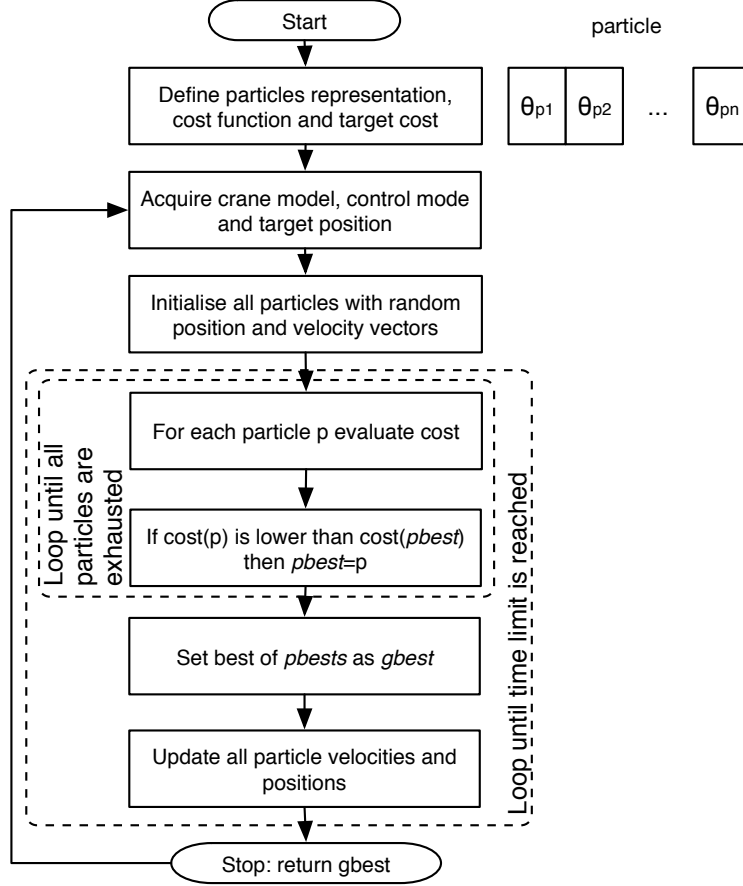 Start
particle
Define particles representation,
cost function and target cost
θp1 θp2 ... θpn
Acquire crane model, control mode
and target position
Initialise all particles with random
position and velocity vectors
Loop until all
particles are
exhausted
For each particle p evaluate cost
If cost(p) is lower than cost(pbest)
then pbest=p
Set best of pbests as gbest
Update all particle velocities and
positions
Loop until time limit is reached
Stop: return gbest